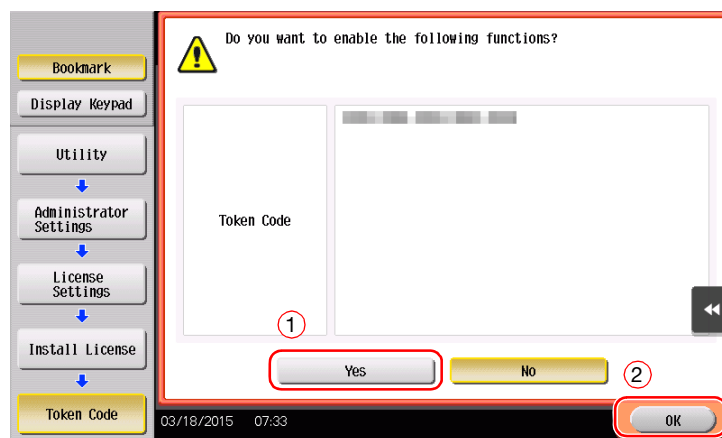 Do you want to enable the following functions?
Bookmark
Display Keypad
Utility
Administrator
Settings
License
Settings
Install License
Token Code
Token Code
1
Yes
No
2
03/18/2015 07:33
OK